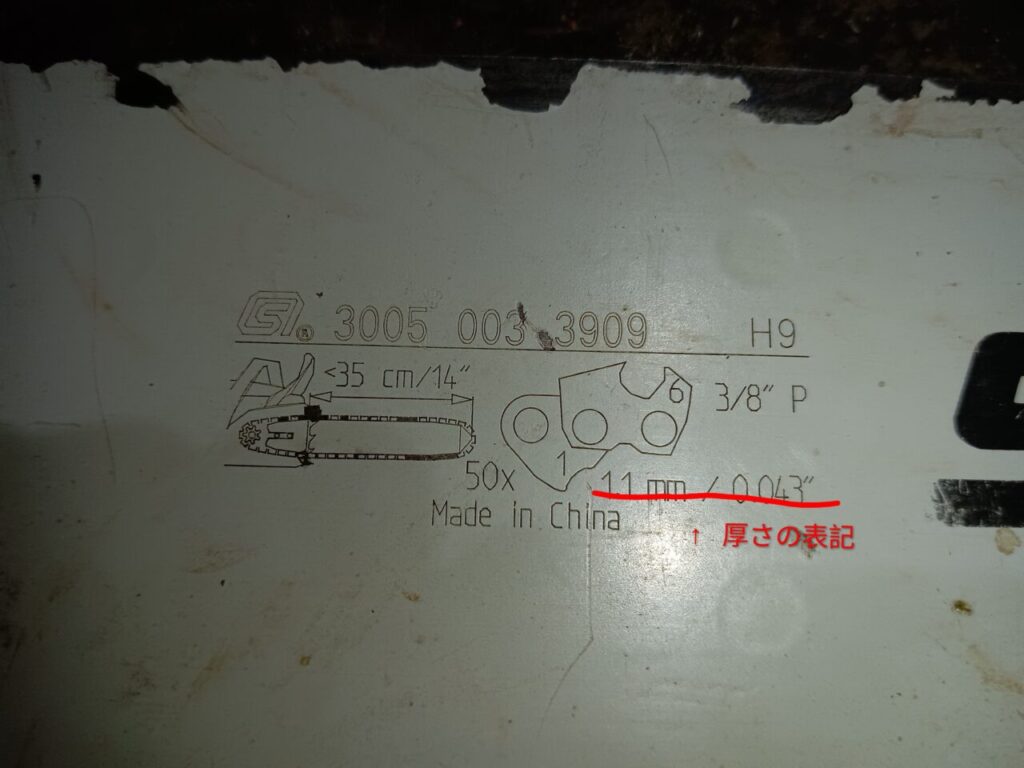 3005 003 3909 H9
<35 cm/14"
6 3/8" P
50x 1 1.1 mm / 0.043"
Made in China
↑ 厚さの表記